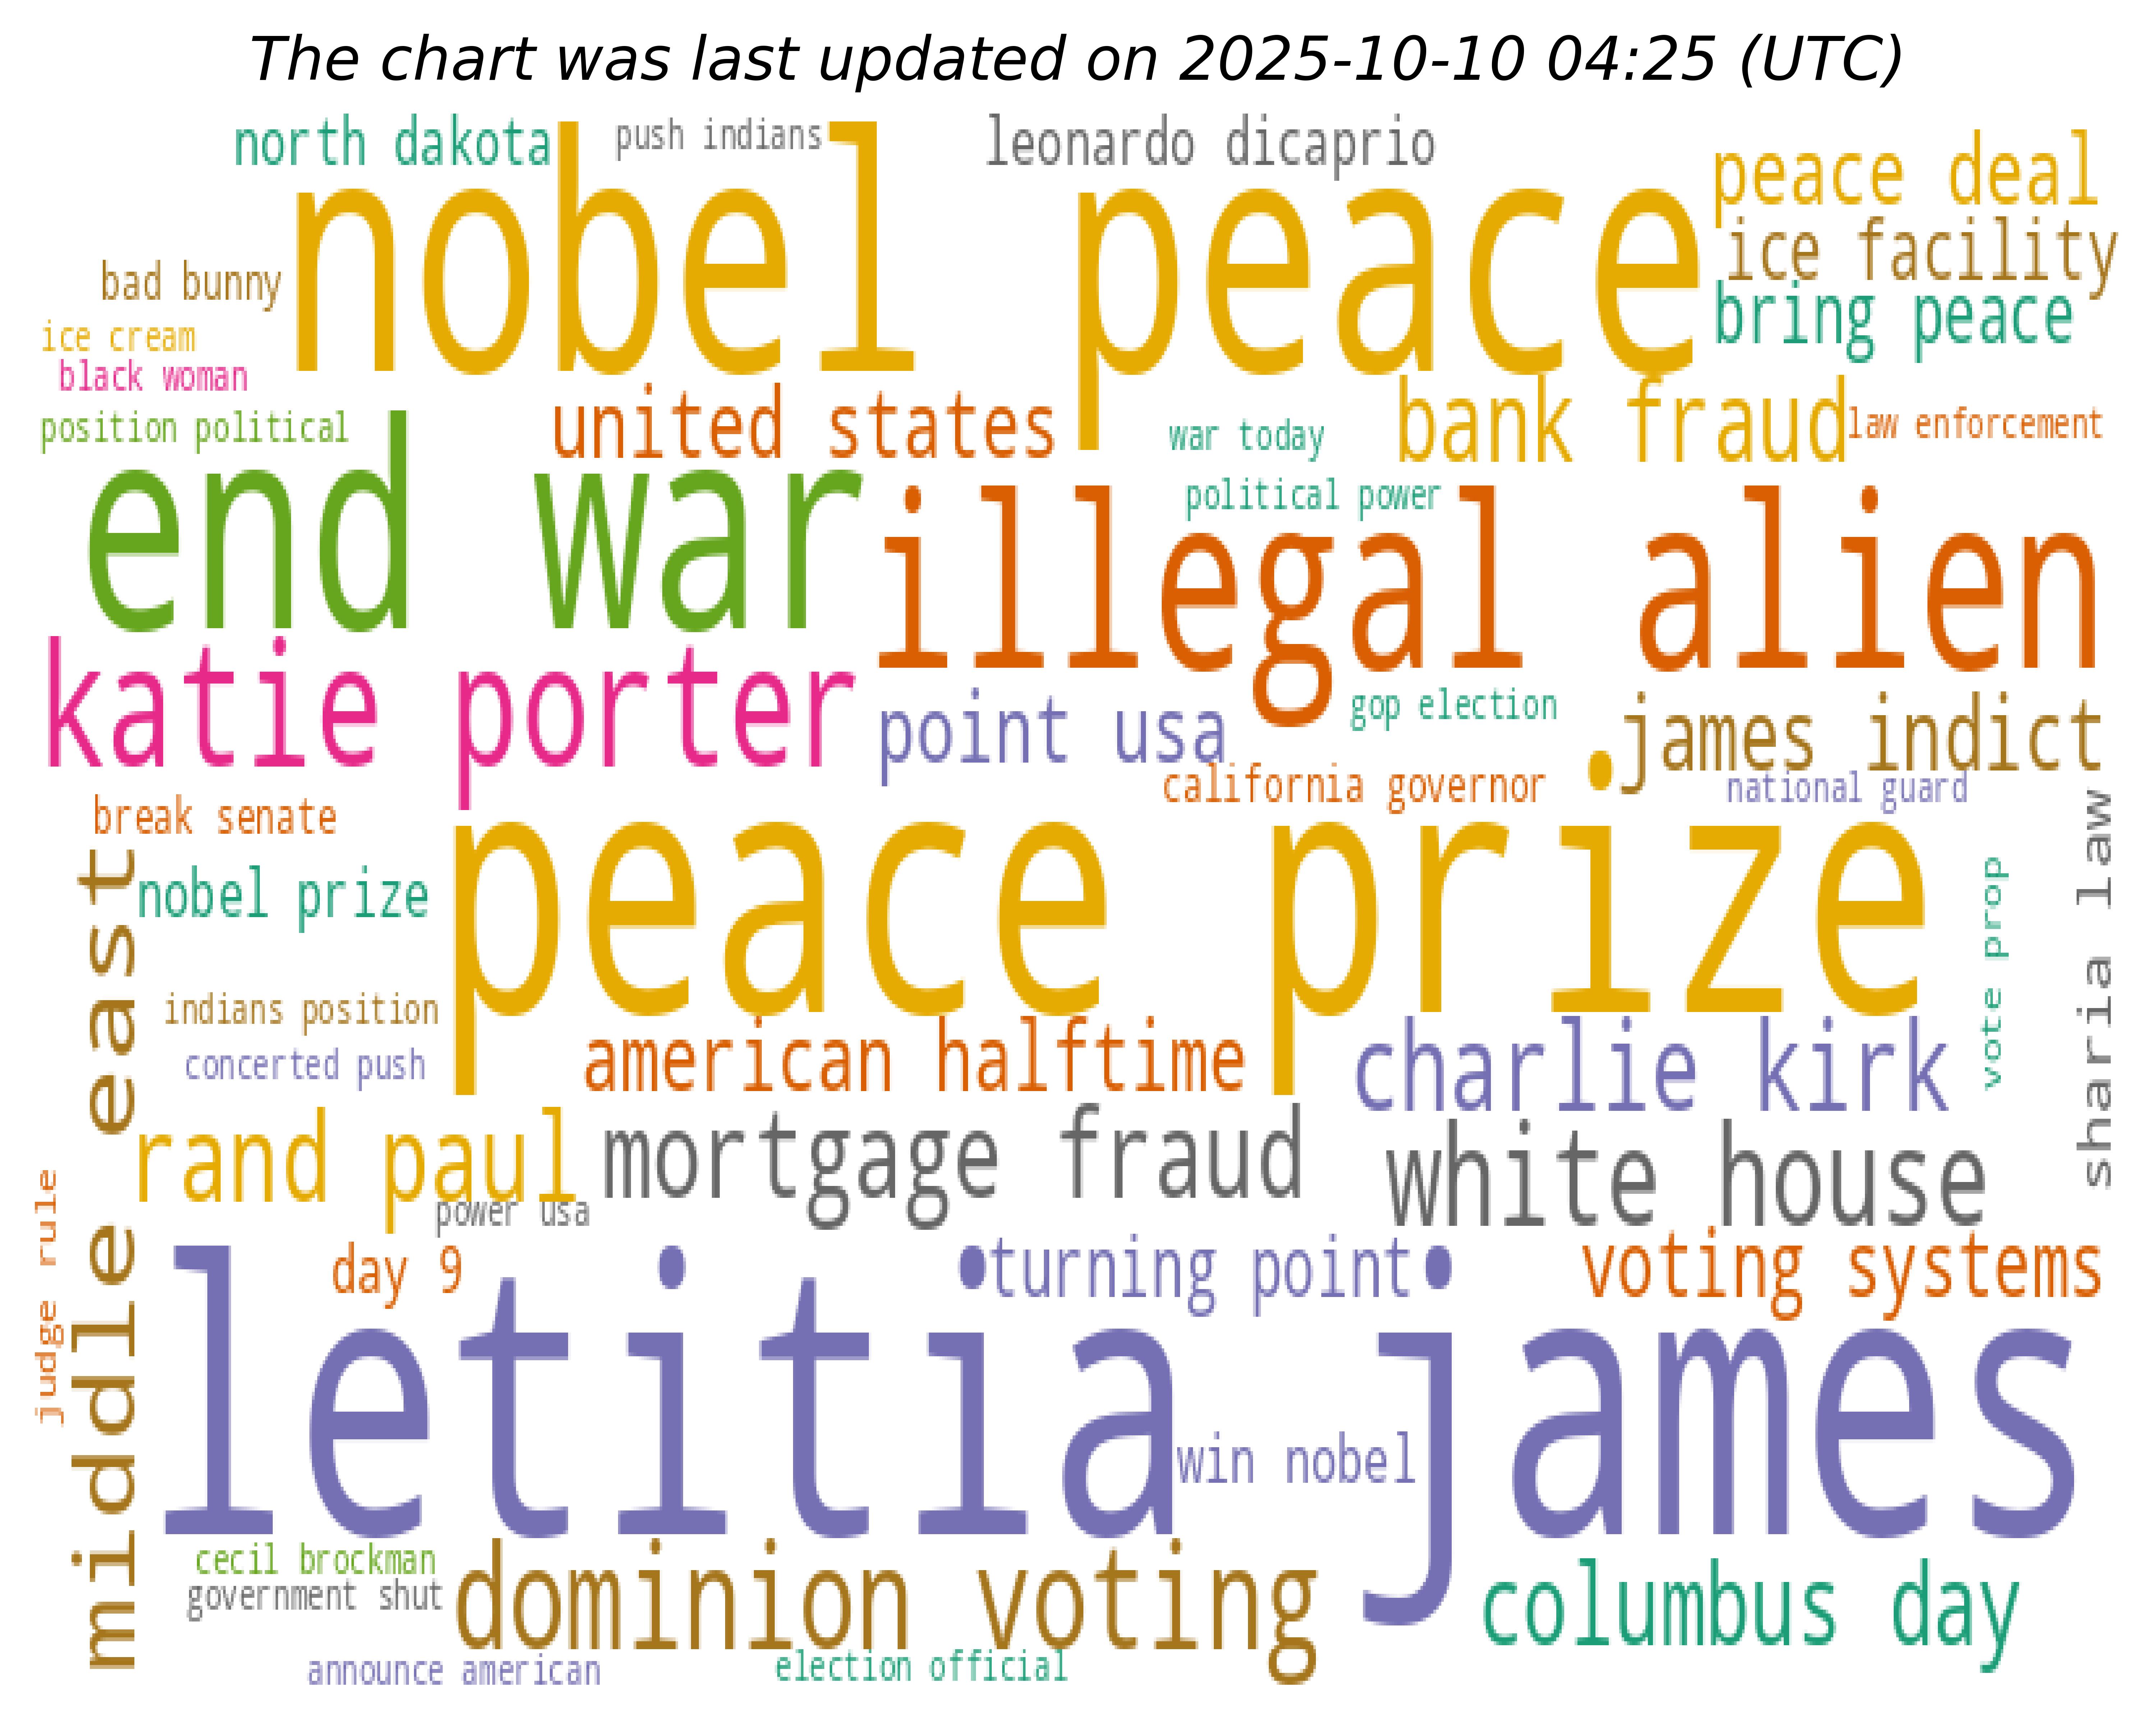 The chart was last updated on 2025-10-10 04:25 (UTC)
north dakota
push indians
leonardo dicaprio
nobel peace
peace deal
ice facility
bad bunny
bring peace
ice cream
black woman
position political
united states
war today
bank fraud
law enforcement
end war
political power
illegal alien
katie porter
point usa
gop election
james indict
california governor
national guard
break senate
peace prize
sharia law
middle east
nobel prize
vote prop
indians position
concerted push
american halftime
charlie kirk
rand paul
mortgage fraud
white house
power usa
judge rule
day 9
turning point
voting systems
letitia james
win nobel
cecil brockman
government shut
dominion voting
columbus day
announce american
election official